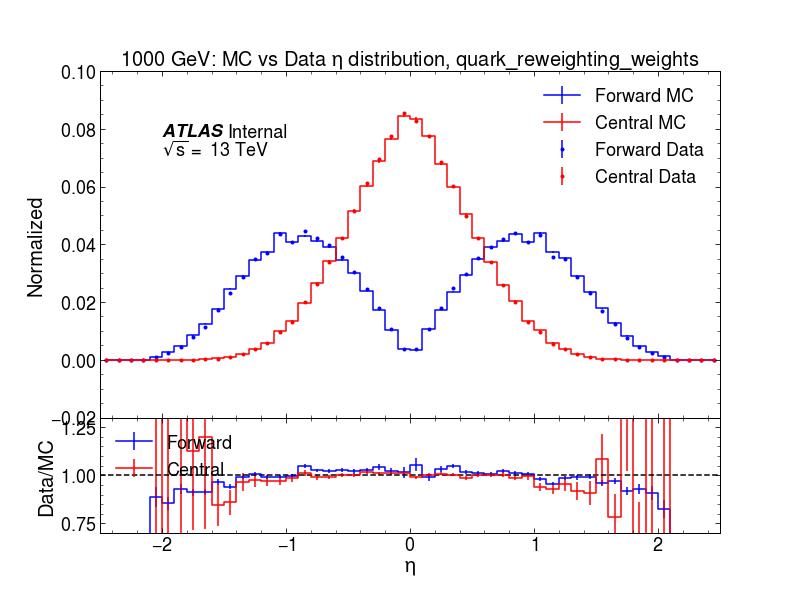 1000 GeV: MC vs Data η distribution, quark_reweighting_weights
0.10
0.08
0.06
0.04
0.02
0.00
−0.02
Normalized
ATLAS Internal
√s = 13 TeV
Forward MC
Central MC
Forward Data
Central Data
1.25
1.00
0.75
Data/MC
Forward
Central
−2
−1
0
1
2
η